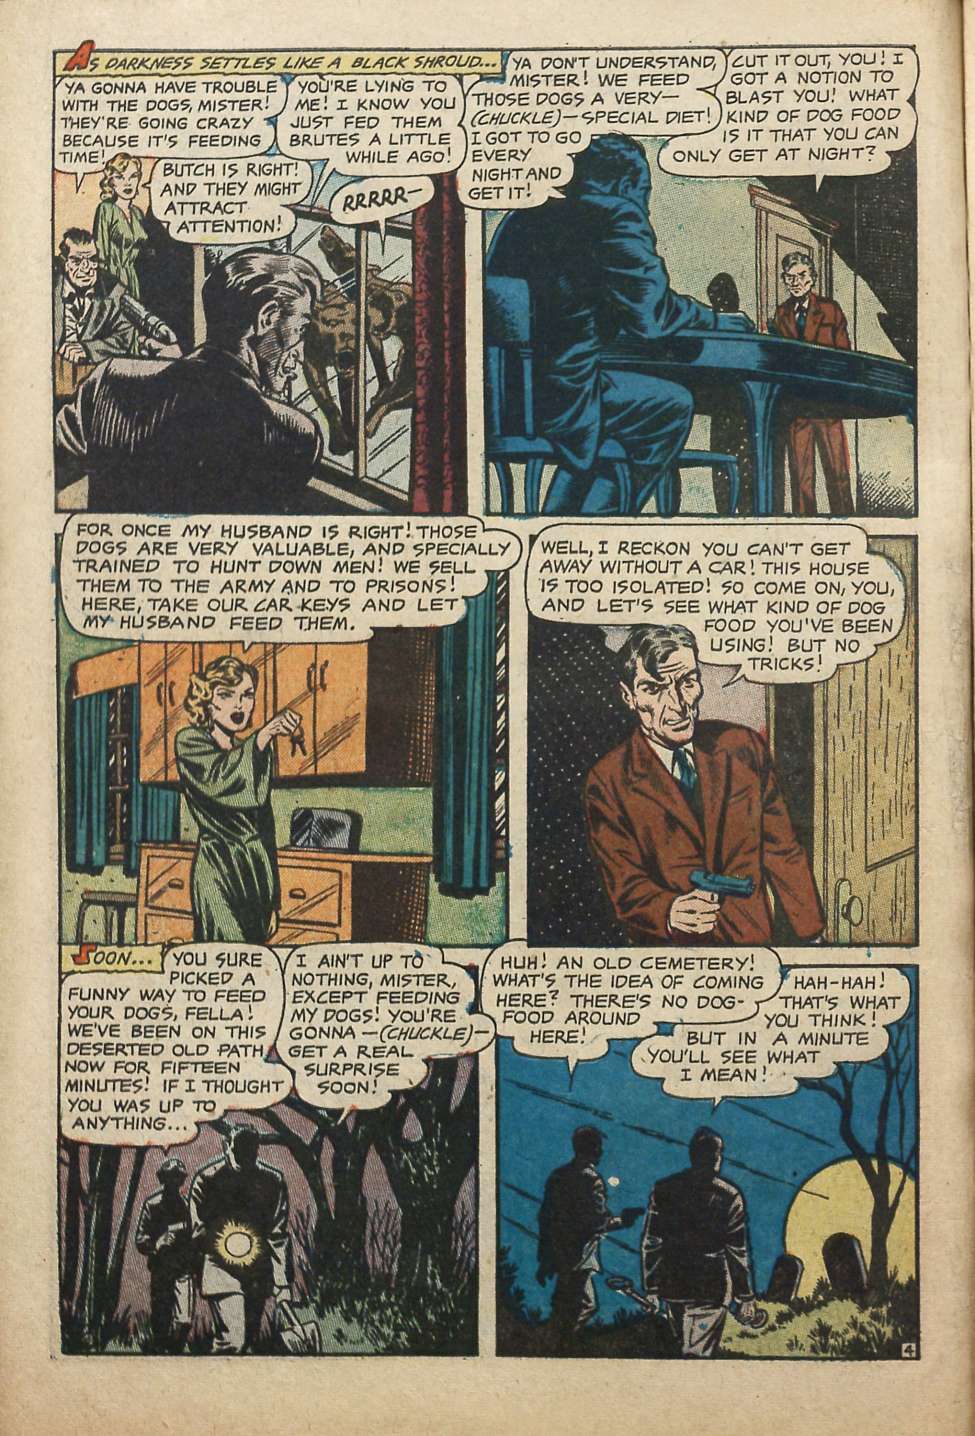 AS DARKNESS SETTLES LIKE A BLACK SHROUD...
YA GONNA HAVE TROUBLE
WITH THE DOGS, MISTER!
THEY'RE GOING CRAZY
BECAUSE IT'S FEEDING
TIME!
BUTCH IS RIGHT!
AND THEY MIGHT
ATTRACT
ATTENTION!
YOU'RE LYING TO
ME! I KNOW YOU
JUST FED THEM
BRUTES A LITTLE
WHILE AGO!
RRRRR-
YA DON'T UNDERSTAND,
MISTER! WE FEED
THOSE DOGS A VERY—
(CHUCKLE)—SPECIAL DIET!
I GOT TO GO
EVERY
NIGHT AND
GET IT!
CUT IT OUT, YOU! I
GOT A NOTION TO
BLAST YOU! WHAT
KIND OF DOG FOOD
IS IT THAT YOU CAN
ONLY GET AT NIGHT?
FOR ONCE MY HUSBAND IS RIGHT! THOSE
DOGS ARE VERY VALUABLE, AND SPECIALLY
TRAINED TO HUNT DOWN MEN! WE SELL
THEM TO THE ARMY AND TO PRISONS!
HERE, TAKE OUR CAR KEYS AND LET
MY HUSBAND FEED THEM.
WELL, I RECKON YOU CAN'T GET
AWAY WITHOUT A CAR! THIS HOUSE
IS TOO ISOLATED! SO COME ON, YOU,
AND LET'S SEE WHAT KIND OF DOG
FOOD YOU'VE BEEN
USING! BUT NO
TRICKS!
SOON...
YOU SURE
PICKED A
FUNNY WAY TO FEED
YOUR DOGS, FELLA!
WE'VE BEEN ON THIS
DESERTED OLD PATH
NOW FOR FIFTEEN
MINUTES! IF I THOUGHT
YOU WAS UP TO
ANYTHING...
I AIN'T UP TO
NOTHING, MISTER,
EXCEPT FEEDING
MY DOGS! YOU'RE
GONNA—(CHUCKLE)—
GET A REAL
SURPRISE
SOON!
HUH! AN OLD CEMETERY!
WHAT'S THE IDEA OF COMING
HERE? THERE'S NO DOG-
FOOD AROUND
HERE!
HAH-HAH!
THAT'S WHAT
YOU THINK!
BUT IN A MINUTE
YOU'LL SEE WHAT
I MEAN!
4